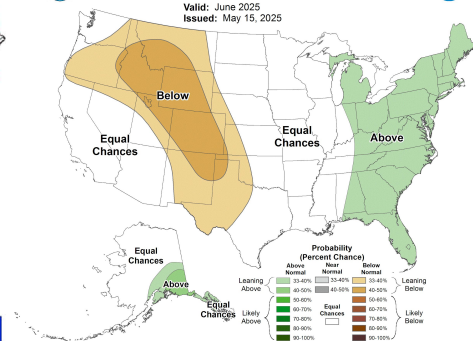 Valid: June 2025
Issued: May 15, 2025
Below
Equal
Chances
Equal
Chances
Above
Equal
Chances
Above
Equal
Chances
Probability
(Percent Chance)
Above
Normal
Near
Normal
Below
Normal
Leaning
Above
33-40%
33-40%
33-40%
Leaning
Below
40-50%
40-50%
40-50%
Likely
Above
50-60%
Equal
Chances
50-60%
Likely
Below
60-70%
60-70%
70-80%
70-80%
80-90%
80-90%
90-100%
90-100%